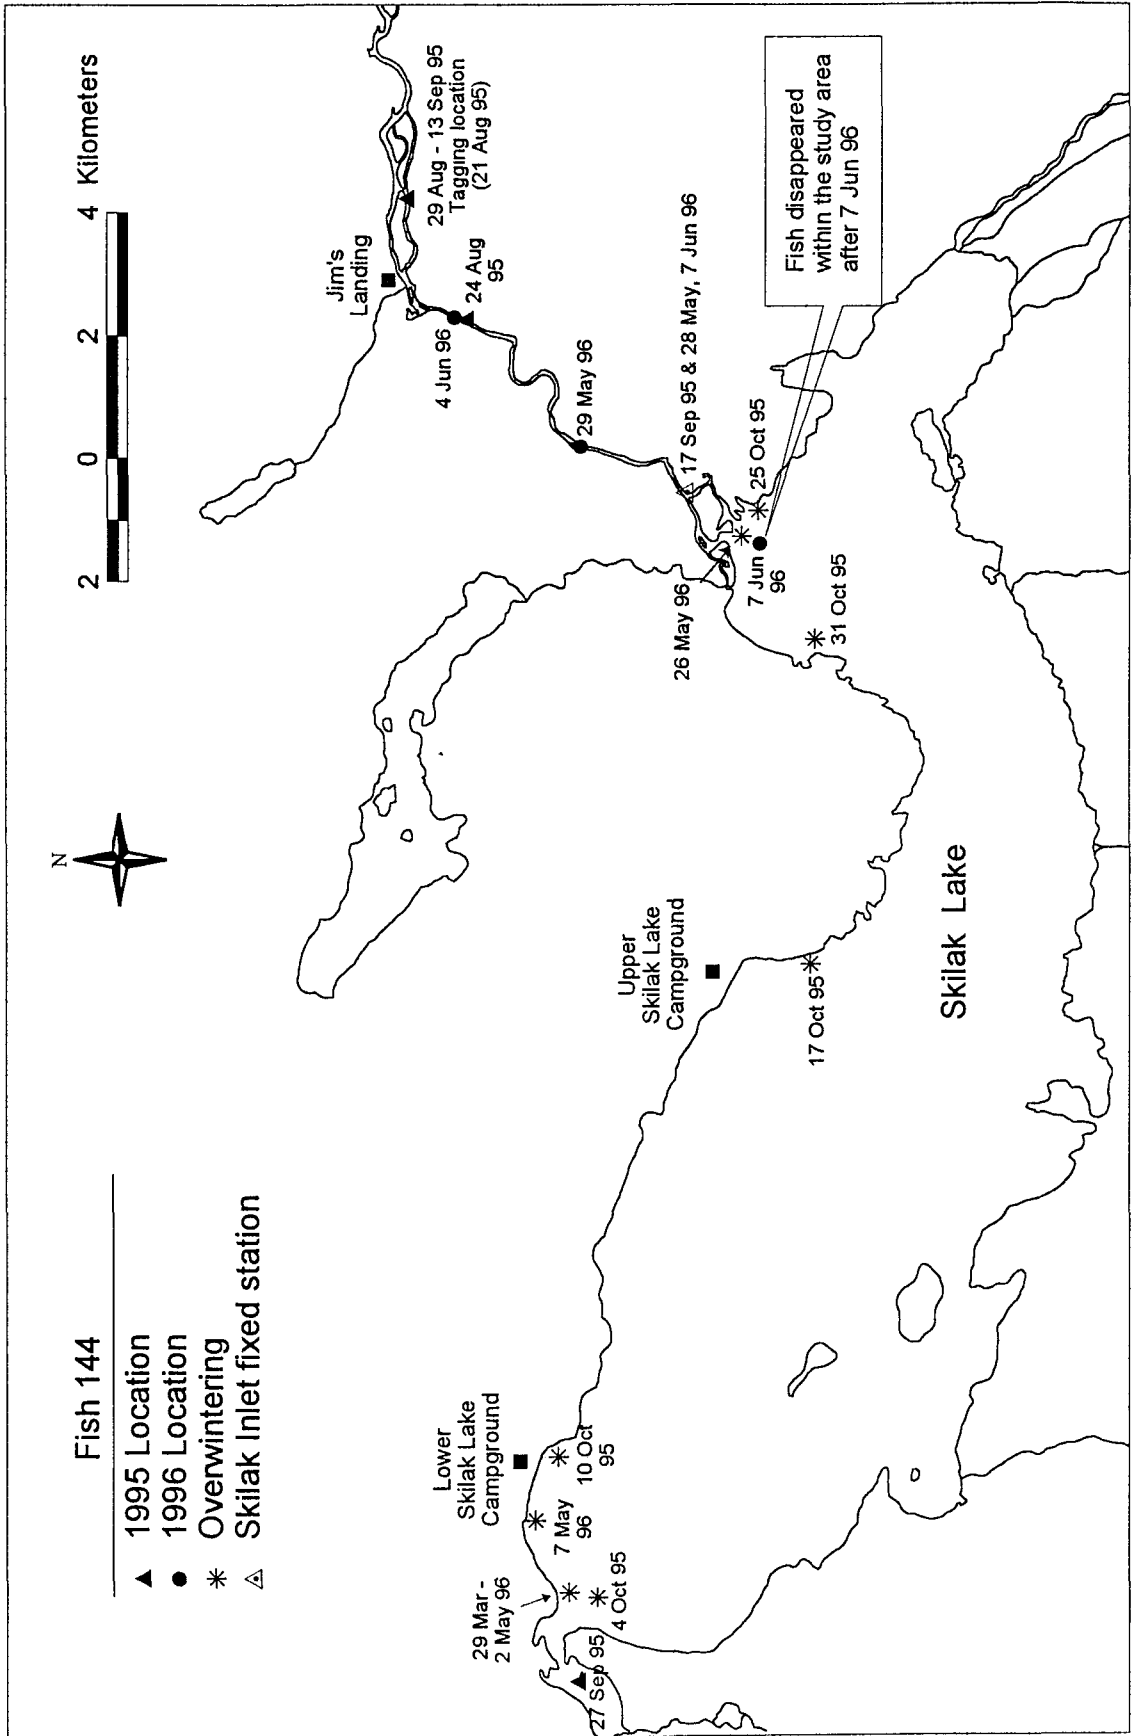 Fish 144
1995 Location
1996 Location
Overwintering
Skilak Inlet fixed station
N
2 0 2 4 Kilometers
Jim's
Landing
29 Aug - 13 Sep 95
Tagging location
(21 Aug 95)
4 Jun 96
24 Aug
95
29 May 96
17 Sep 95 & 28 May, 7 Jun 96
26 May 96
25 Oct 95
7 Jun
96
31 Oct 95
Fish disappeared
within the study area
after 7 Jun 96
Upper
Skilak Lake
Campground
17 Oct 95
Skilak Lake
Lower
Skilak Lake
Campground
10 Oct
95
7 May
96
29 Mar -
2 May 96
4 Oct 95
27 Sep 95